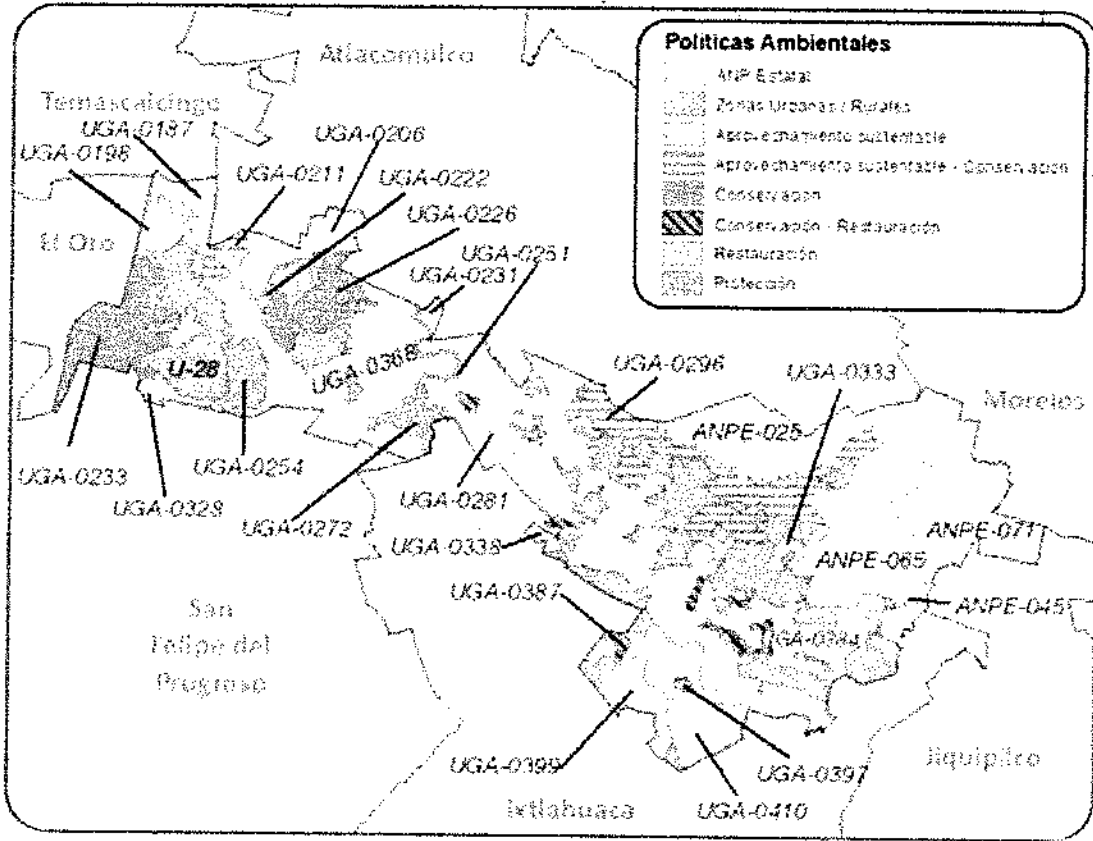 Políticas Ambientales
ANP Estatal
Zonas Urbanas / Rurales
Aprovechamiento sustentable
Aprovechamiento sustentable - Conservación
Conservación
Conservación - Restauración
Restauración
Protección
Atlacomulco
Temascalcingo
UGA-0187
UGA-0198
UGA-0206
UGA-0211
UGA-0222
UGA-0226
El Oro
UGA-0251
UGA-0231
U-28
UGA-0368
UGA-0296
UGA-0333
Morelos
ANPE-025
UGA-0233
UGA-0254
UGA-0328
UGA-0272
UGA-0281
UGA-0338
ANPE-071
ANPE-065
UGA-0387
ANPE-045
San
Felipe del
Progreso
GA-0384
UGA-0399
UGA-0397
Jiquipilco
Ixtlahuaca
UGA-0410